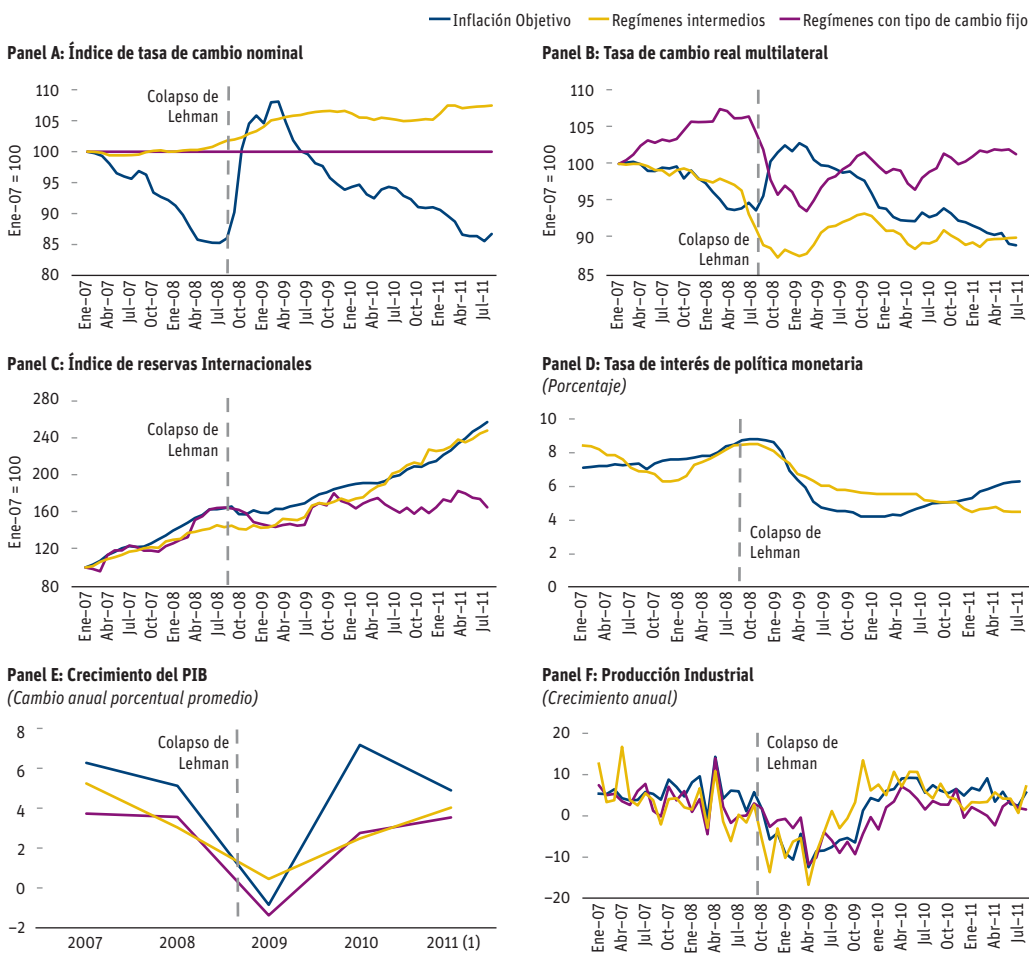 Inflación Objetivo
Regímenes intermedios
Regímenes con tipo de cambio fijo
Panel A: Índice de tasa de cambio nominal
Ene–07 = 100
110
105
100
95
90
85
80
Colapso de
Lehman
Ene–07
Abr–07
Jul–07
Oct–07
Ene–08
Abr–08
Jul–08
Oct–08
Ene–09
Abr–09
Jul–09
Oct–09
Ene–10
Abr–10
Jul–10
Oct–10
Ene–11
Abr–11
Jul–11
Panel B: Tasa de cambio real multilateral
Ene–07 = 100
110
105
100
95
90
85
Colapso de
Lehman
Ene–07
Abr–07
Jul–07
Oct–07
Ene–08
Abr–08
Jul–08
Oct–08
Ene–09
Abr–09
Jul–09
Oct–09
Ene–10
Abr–10
Jul–10
Oct–10
Ene–11
Abr–11
Jul–11
Panel C: Índice de reservas Internacionales
Ene–07 = 100
280
240
200
160
120
80
Colapso de
Lehman
Ene–07
Abr–07
Jul–07
Oct–07
Ene–08
Abr–08
Jul–08
Oct–08
Ene–09
Abr–09
Jul–09
Oct–09
Ene–10
Abr–10
Jul–10
Oct–10
Ene–11
Abr–11
Jul–11
Panel D: Tasa de interés de política monetaria
(Porcentaje)
10
8
6
4
2
0
Colapso de
Lehman
Ene–07
Abr–07
Jul–07
Oct–07
Ene–08
Abr–08
Jul–08
Oct–08
Ene–09
Abr–09
Jul–09
Oct–09
Ene–10
Abr–10
Jul–10
Oct–10
Ene–11
Abr–11
Jul–11
Panel E: Crecimiento del PIB
(Cambio anual porcentual promedio)
8
6
4
2
0
–2
Colapso de
Lehman
2007
2008
2009
2010
2011 (1)
Panel F: Producción Industrial
(Crecimiento anual)
20
10
0
–10
–20
Colapso de
Lehman
Ene–07
Abr–07
Jul–07
Oct–07
Ene–08
Abr–08
Jul–08
Oct–08
Ene–09
Abr–09
Jul–09
Oct–09
ene–10
Abr–10
Jul–10
Oct–10
Ene–11
Abr–11
Jul–11